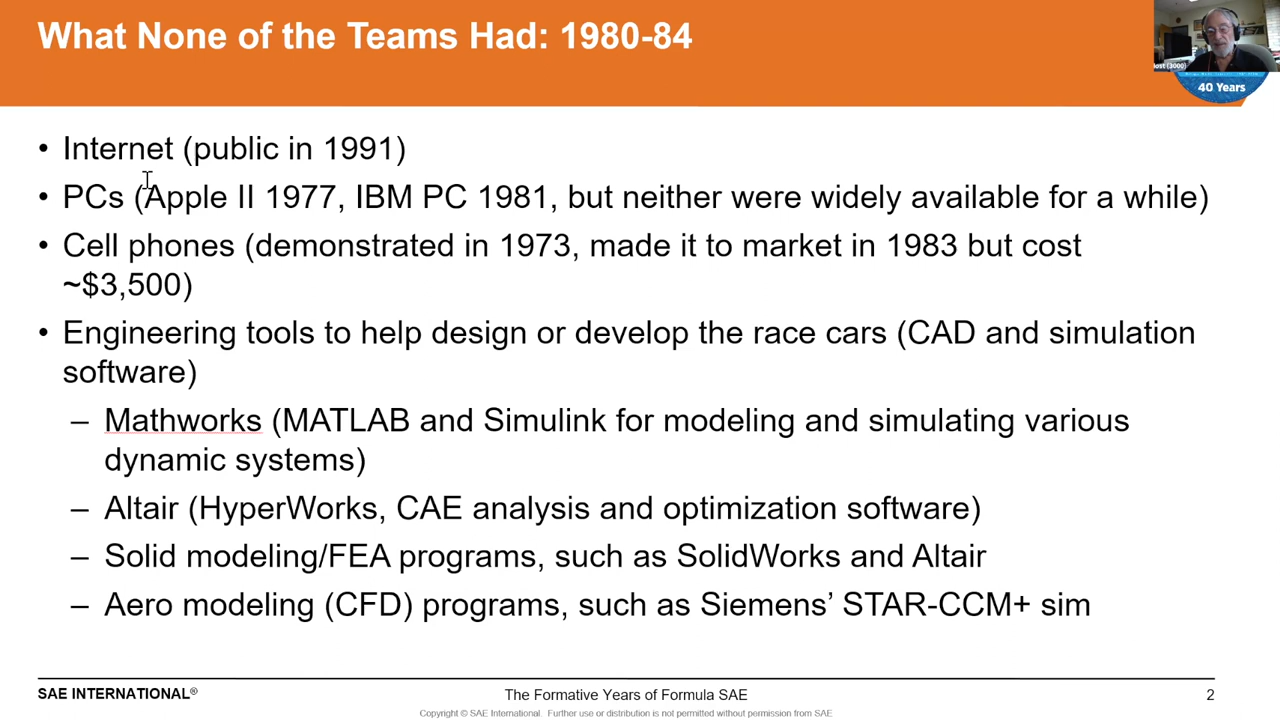 What None of the Teams Had: 1980-84
40 Years
• Internet (public in 1991)
• PCs (Apple II 1977, IBM PC 1981, but neither were widely available for a while)
• Cell phones (demonstrated in 1973, made it to market in 1983 but cost
~$3,500)
• Engineering tools to help design or develop the race cars (CAD and simulation
software)
– Mathworks (MATLAB and Simulink for modeling and simulating various
dynamic systems)
– Altair (HyperWorks, CAE analysis and optimization software)
– Solid modeling/FEA programs, such as SolidWorks and Altair
– Aero modeling (CFD) programs, such as Siemens’ STAR-CCM+ sim
SAE INTERNATIONAL®
The Formative Years of Formula SAE
2
Copyright © SAE International. Further use or distribution is not permitted without permission from SAE